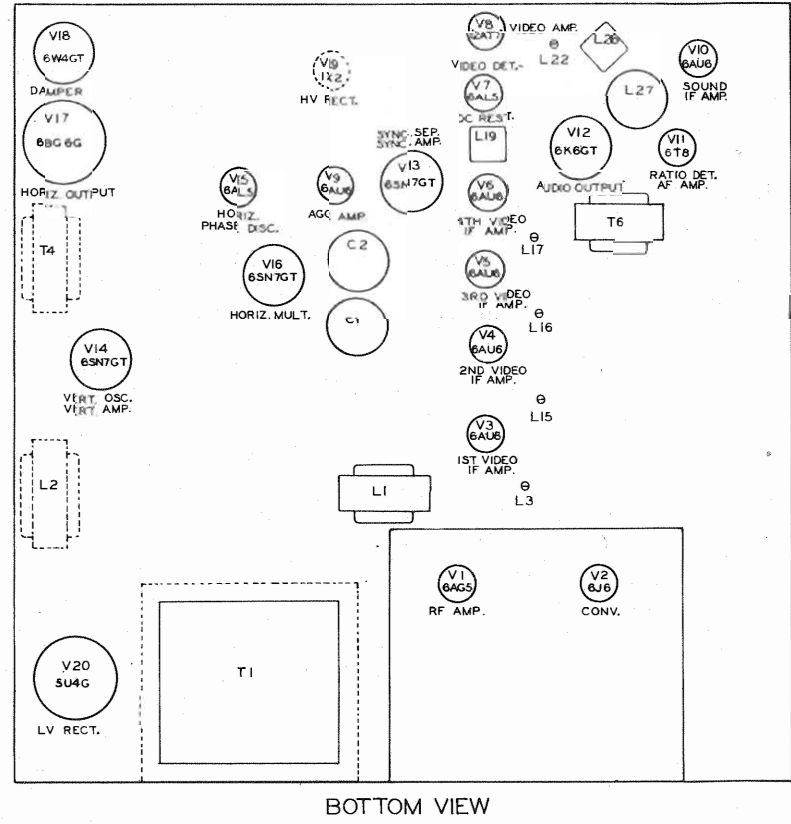 V18
6W4GT
DAMPER
V17
6BG6G
HORIZ. OUTPUT
T4
V19
1X2
HV RECT.
V8
12AT7
VIDEO AMP.
L22
L26
V10
6AU6
SOUND
IF AMP.
VIDEO DET.-
V7
6AL5
DC REST.
L27
L19
V12
6K6GT
AUDIO OUTPUT
V11
6T8
RATIO DET.
AF AMP.
SYNC. SEP.
SYNC. AMP.
V13
6SN7GT
V15
6AL5
HORIZ.
PHASE DISC.
V9
6AU6
AGC AMP.
V6
6AU6
4TH VIDEO
IF AMP.
L17
T6
V16
6SN7GT
HORIZ. MULT.
C2
C1
V5
6AU6
3RD VIDEO
IF AMP.
L16
V14
6SN7GT
VERT. OSC.
VERT. AMP.
V4
6AU6
2ND VIDEO
IF AMP.
L15
V3
6AU6
1ST VIDEO
IF AMP.
L3
L2
L1
V1
6AG5
RF AMP.
V2
6J6
CONV.
V20
5U4G
LV RECT.
T1
BOTTOM VIEW